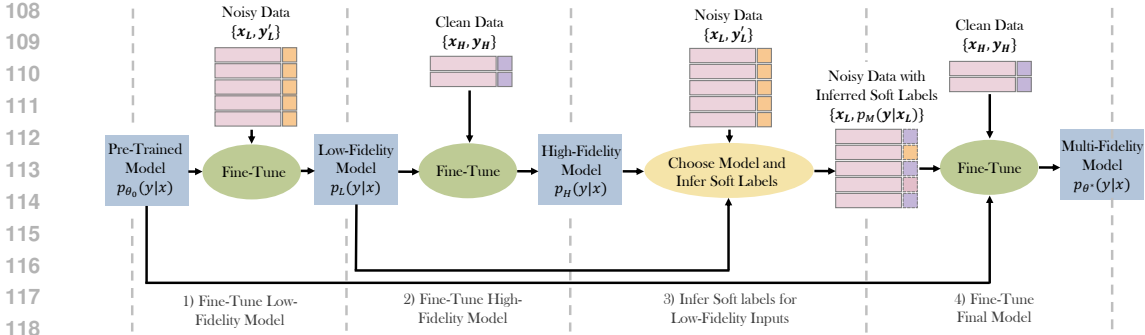 108
109
110
111
112
113
114
115
116
117
118
Noisy Data
{x_L, y'_L}
Clean Data
{x_H, y_H}
Noisy Data
{x_L, y'_L}
Clean Data
{x_H, y_H}
Noisy Data with
Inferred Soft Labels
{x_L, p_M(y|x_L)}
Pre-Trained
Model
p_θ₀(y|x)
Fine-Tune
Low-Fidelity
Model
p_L(y|x)
Fine-Tune
High-Fidelity
Model
p_H(y|x)
Choose Model and
Infer Soft Labels
Fine-Tune
Multi-Fidelity
Model
p_θ*(y|x)
1) Fine-Tune Low-
Fidelity Model
2) Fine-Tune High-
Fidelity Model
3) Infer Soft labels for
Low-Fidelity Inputs
4) Fine-Tune
Final Model